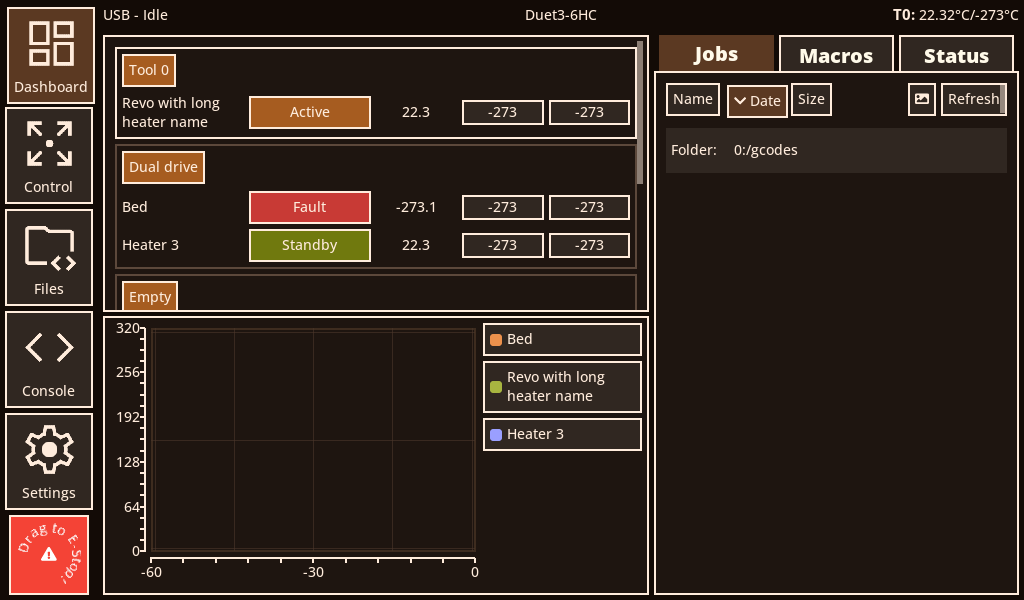 USB - Idle
Duet3-6HC
T0: 22.32°C/-273°C
Dashboard
Control
Files
Console
Settings
Drag to E-Stop!
Tool 0
Revo with long
heater name
Active
22.3
-273
-273
Dual drive
Bed
Fault
-273.1
-273
-273
Heater 3
Standby
22.3
-273
-273
Empty
320
256
192
128
64
0
-60
-30
0
Bed
Revo with long
heater name
Heater 3
Jobs
Macros
Status
Name
Date
Size
Refresh
Folder:
0:/gcodes